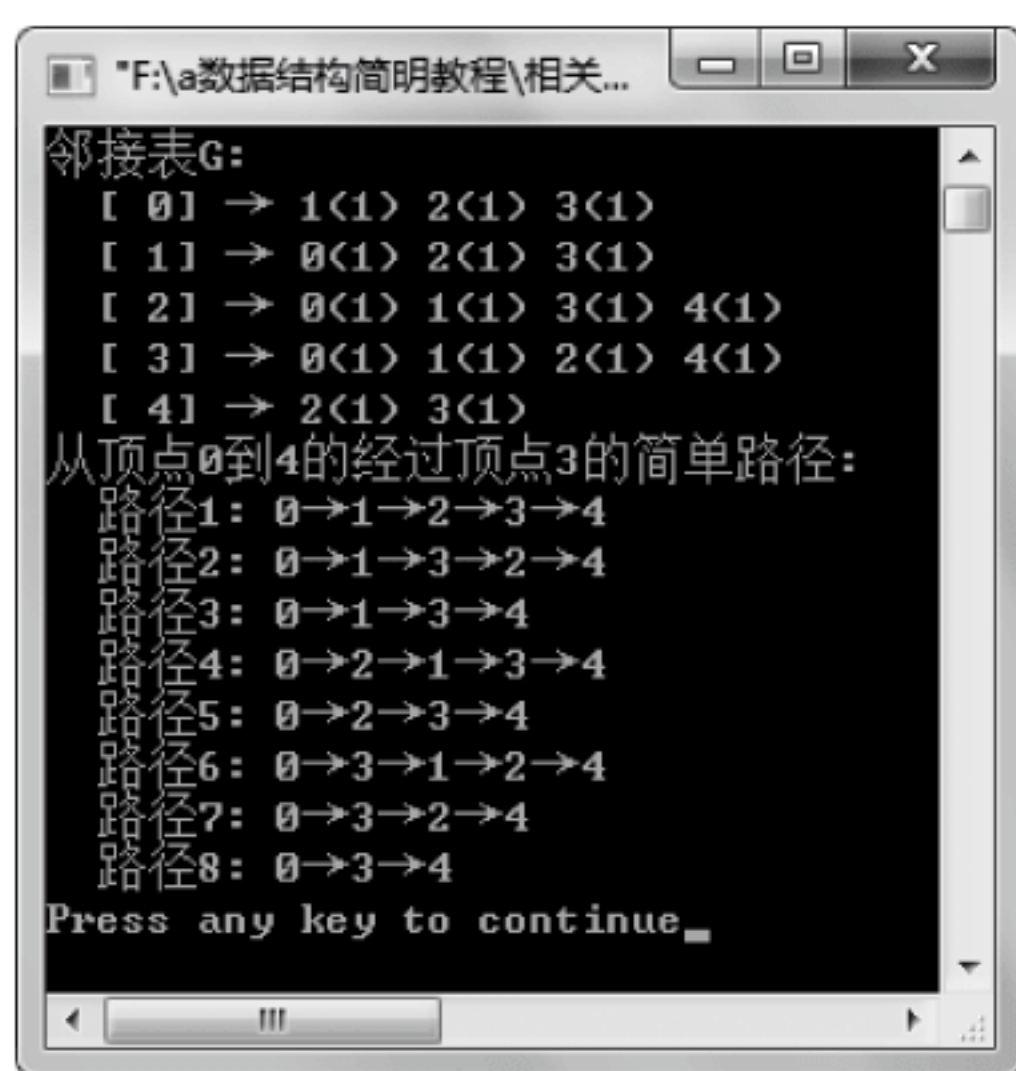 "F:\a数据结构简明教程\相关...
邻接表G:
[ 0] → 1(1) 2(1) 3(1)
[ 1] → 0(1) 2(1) 3(1)
[ 2] → 0(1) 1(1) 3(1) 4(1)
[ 3] → 0(1) 1(1) 2(1) 4(1)
[ 4] → 2(1) 3(1)
从顶点0到4的经过顶点3的简单路径:
路径1: 0→1→2→3→4
路径2: 0→1→3→2→4
路径3: 0→1→3→4
路径4: 0→2→1→3→4
路径5: 0→2→3→4
路径6: 0→3→1→2→4
路径7: 0→3→2→4
路径8: 0→3→4
Press any key to continue_